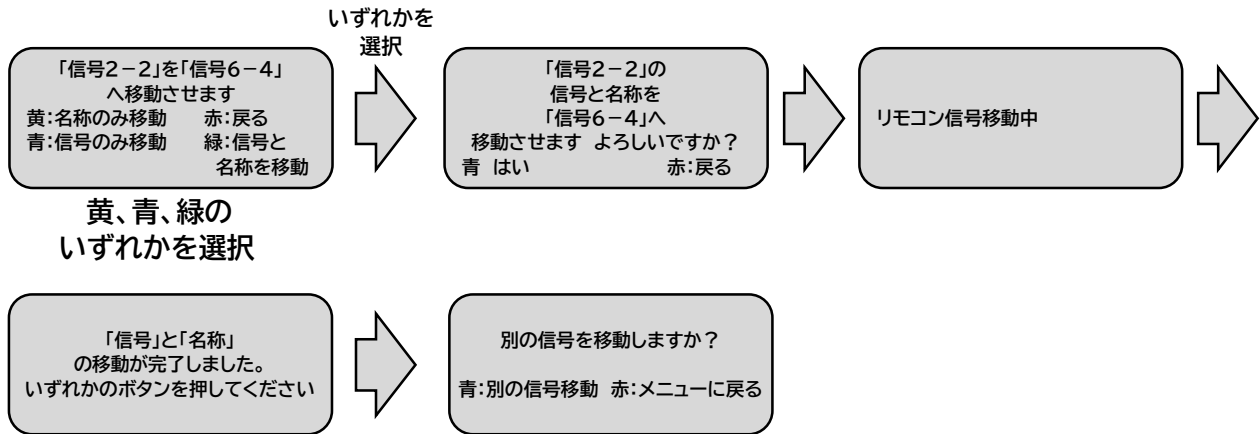 いずれかを
選択
「信号2－2」を「信号6－4」
へ移動させます
黄:名称のみ移動　赤:戻る
青:信号のみ移動　緑:信号と
名称を移動
「信号2－2」の
信号と名称を
「信号6－4」へ
移動させます よろしいですか？
青 はい　赤:戻る
リモコン信号移動中
黄、青、緑の
いずれかを選択
「信号」と「名称」
の移動が完了しました。
いずれかのボタンを押してください
別の信号を移動しますか？
青:別の信号移動 赤:メニューに戻る